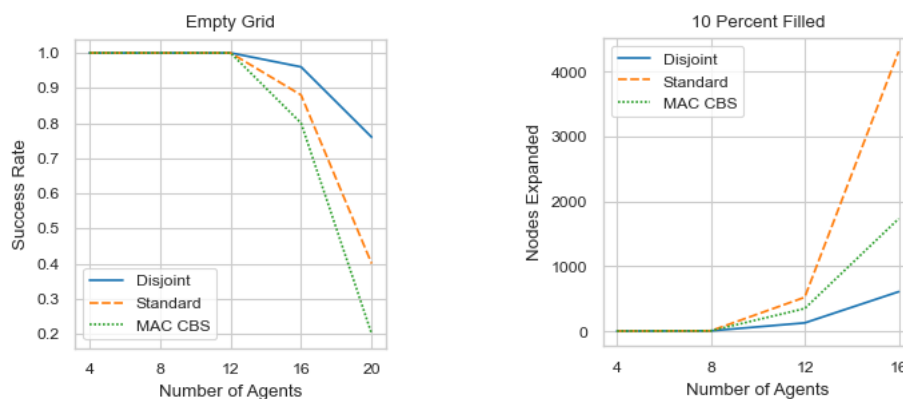 Empty Grid
Success Rate
1.0
0.9
0.8
0.7
0.6
0.5
0.4
0.3
0.2
Disjoint
Standard
MAC CBS
4 8 12 16 20
Number of Agents
10 Percent Filled
Nodes Expanded
4000
3000
2000
1000
0
Disjoint
Standard
MAC CBS
4 8 12 16
Number of Agents